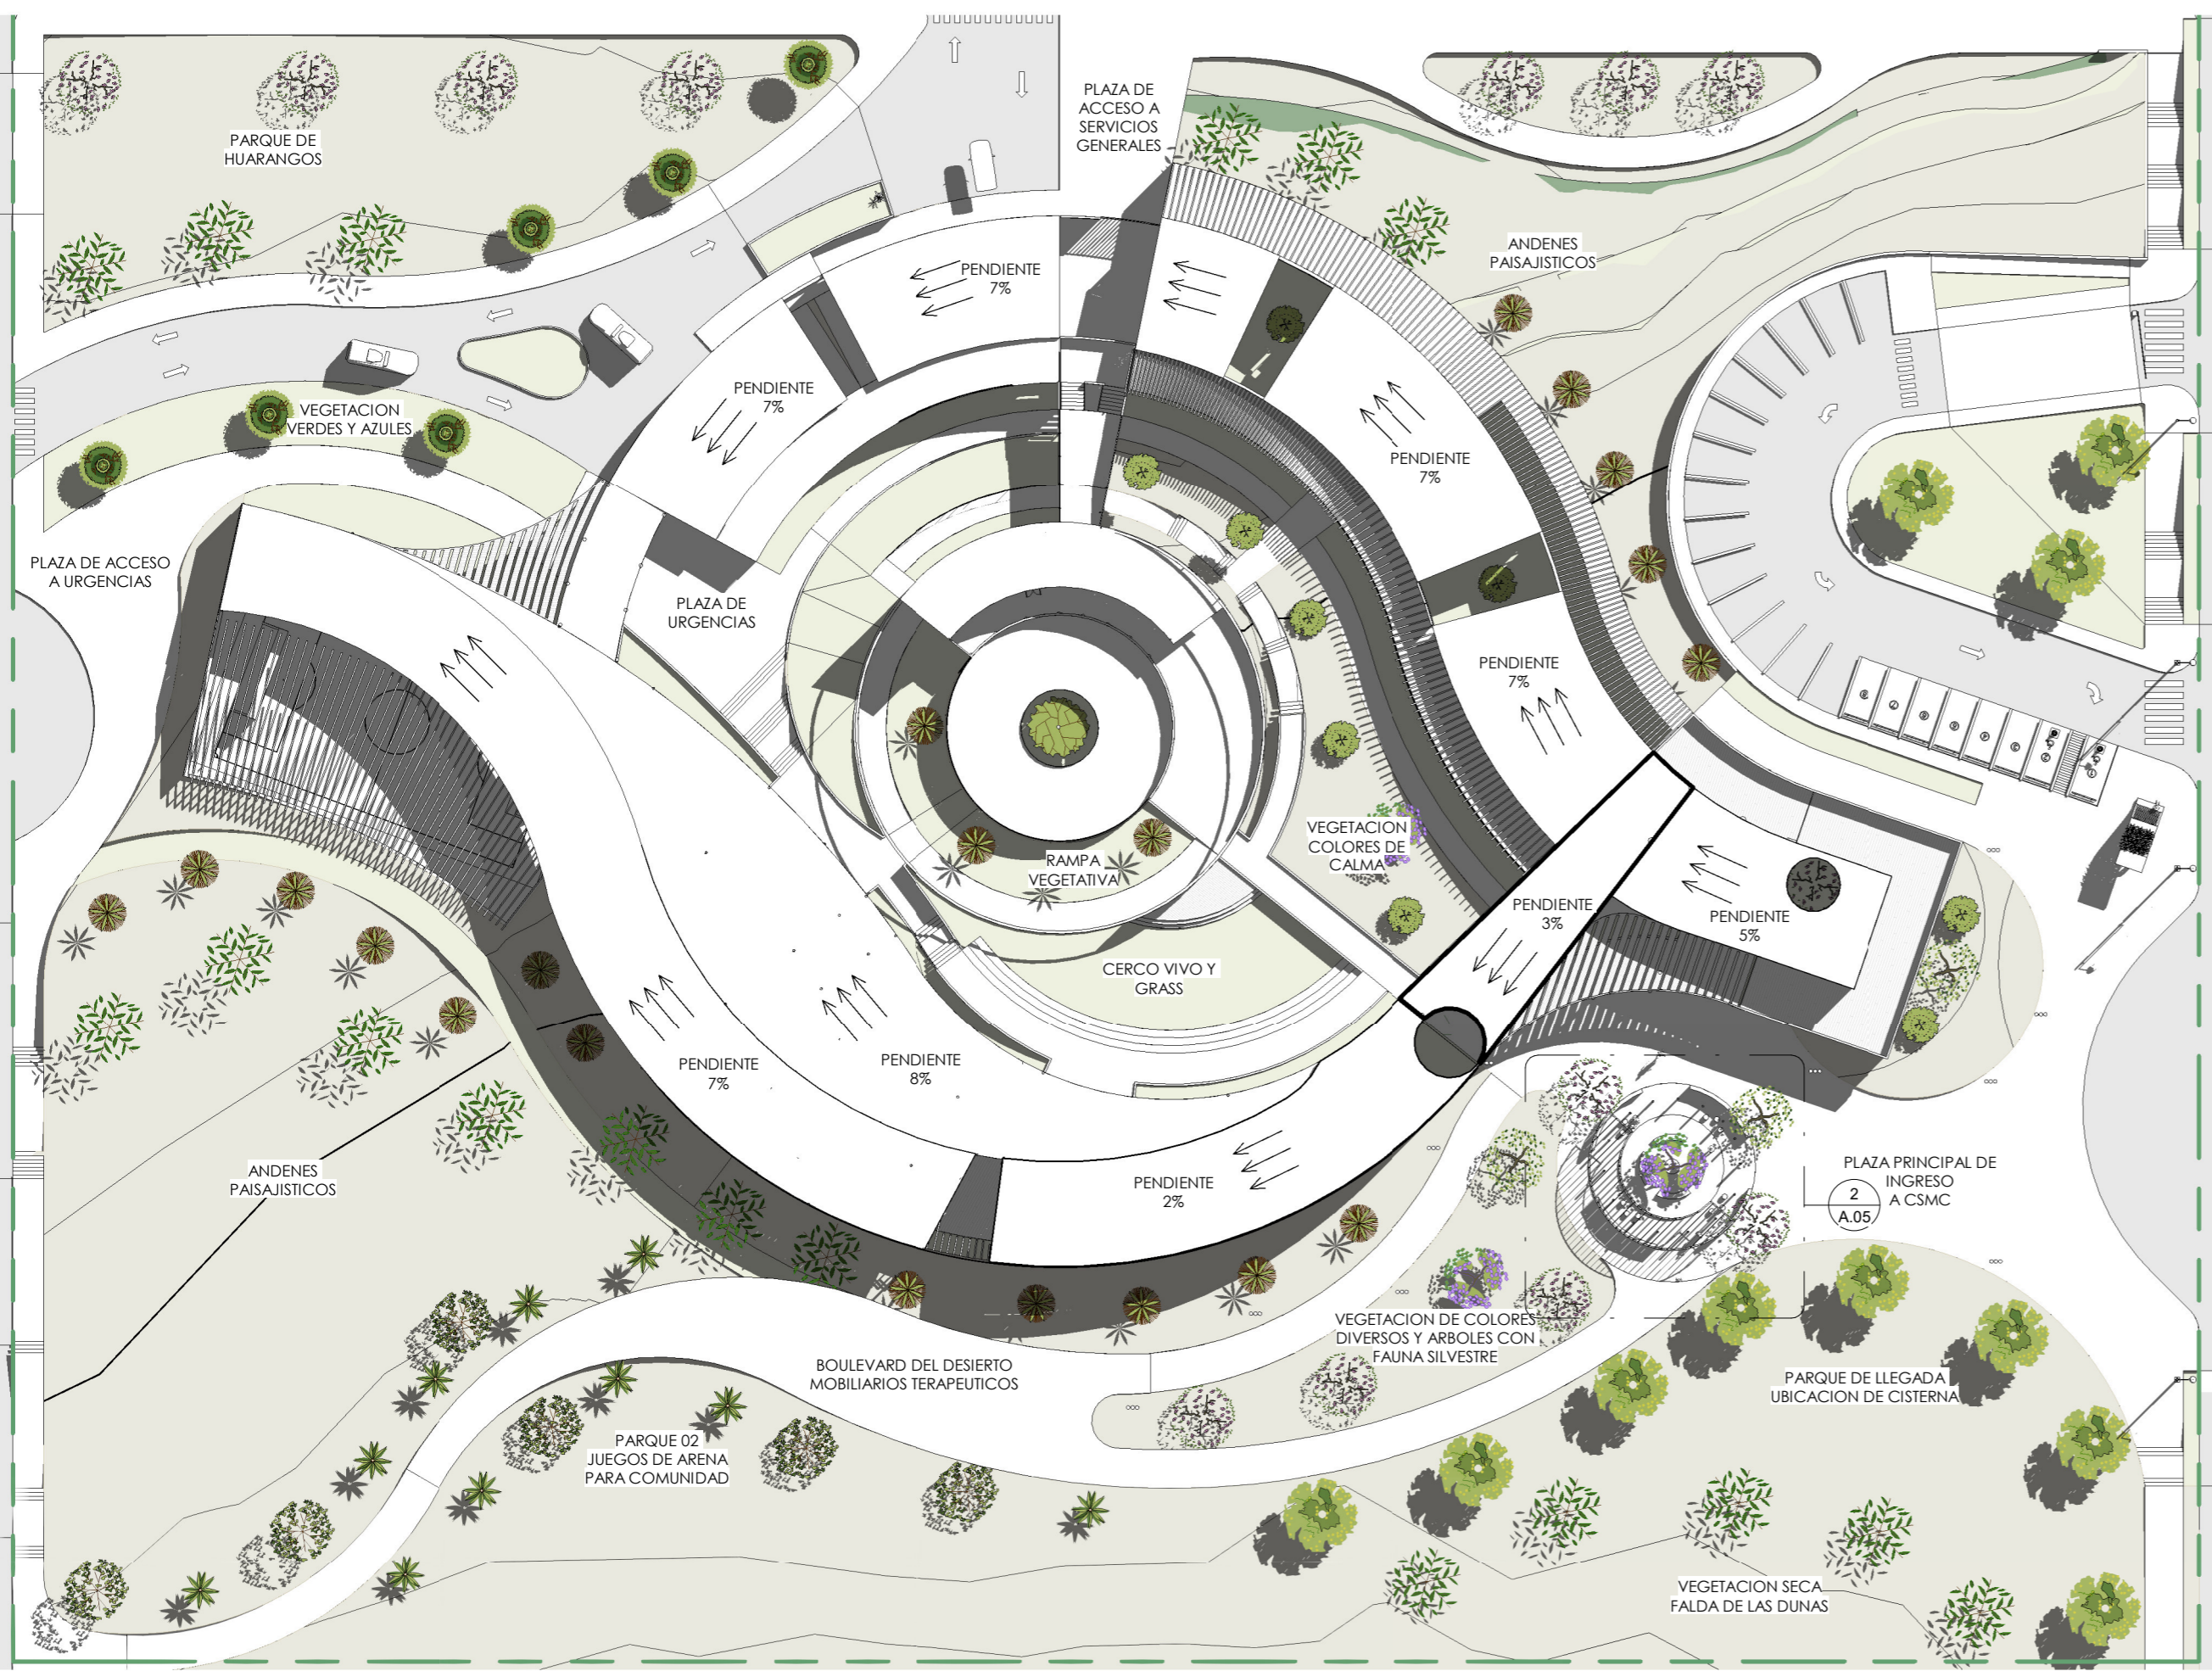 PLAZA DE
ACCESO A
SERVICIOS
GENERALES
PARQUE DE
HUARANGOS
ANDENES
PAISAJISTICOS
PENDIENTE
7%
PENDIENTE
7%
VEGETACION
VERDES Y AZULES
PENDIENTE
7%
PLAZA DE ACCESO
A URGENCIAS
PLAZA DE
URGENCIAS
PENDIENTE
7%
VEGETACION
COLORES DE
CALMA
RAMPA
VEGETATIVA
PENDIENTE
3%
PENDIENTE
5%
CERCO VIVO Y
GRASS
PENDIENTE
7%
PENDIENTE
8%
ANDENES
PAISAJISTICOS
PENDIENTE
2%
PLAZA PRINCIPAL DE
INGRESO
A CSMC
2
A.05
VEGETACION DE COLORES
DIVERSOS Y ARBOLES CON
FAUNA SILVESTRE
BOULEVARD DEL DESIERTO
MOBILIARIOS TERAPEUTICOS
PARQUE DE LLEGADA
UBICACION DE CISTERNA
PARQUE 02
JUEGOS DE ARENA
PARA COMUNIDAD
VEGETACION SECA
FALDA DE LAS DUNAS